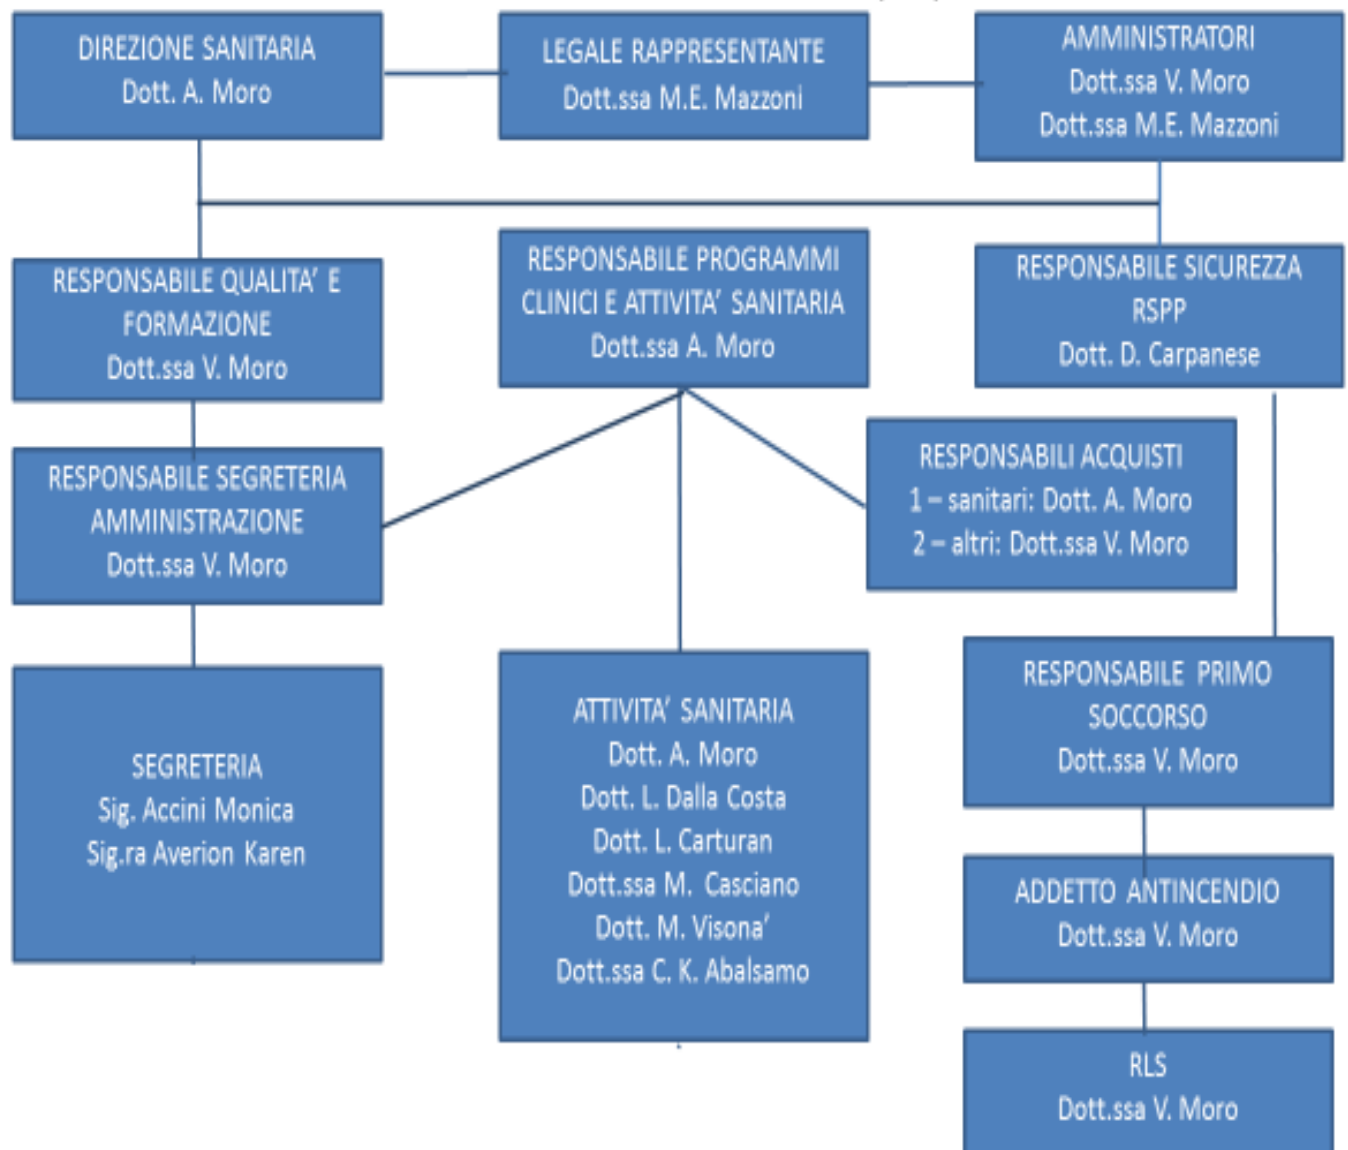 DIREZIONE SANITARIA
Dott. A. Moro
LEGALE RAPPRESENTANTE
Dott.ssa M.E. Mazzoni
AMMINISTRATORI
Dott.ssa V. Moro
Dott.ssa M.E. Mazzoni
RESPONSABILE QUALITA’ E
FORMAZIONE
Dott.ssa V. Moro
RESPONSABILE PROGRAMMI
CLINICI E ATTIVITA’ SANITARIA
Dott.ssa A. Moro
RESPONSABILE SICUREZZA
RSPP
Dott. D. Carpanese
RESPONSABILE SEGRETERIA
AMMINISTRAZIONE
Dott.ssa V. Moro
RESPONSABILI ACQUISTI
1 – sanitari: Dott. A. Moro
2 – altri: Dott.ssa V. Moro
SEGRETERIA
Sig. Accini Monica
Sig.ra Averion Karen
ATTIVITA’ SANITARIA
Dott. A. Moro
Dott. L. Dalla Costa
Dott. L. Carturan
Dott.ssa M. Casciano
Dott. M. Visona’
Dott.ssa C. K. Abalsamo
RESPONSABILE PRIMO
SOCCORSO
Dott.ssa V. Moro
ADDETTO ANTINCENDIO
Dott.ssa V. Moro
RLS
Dott.ssa V. Moro